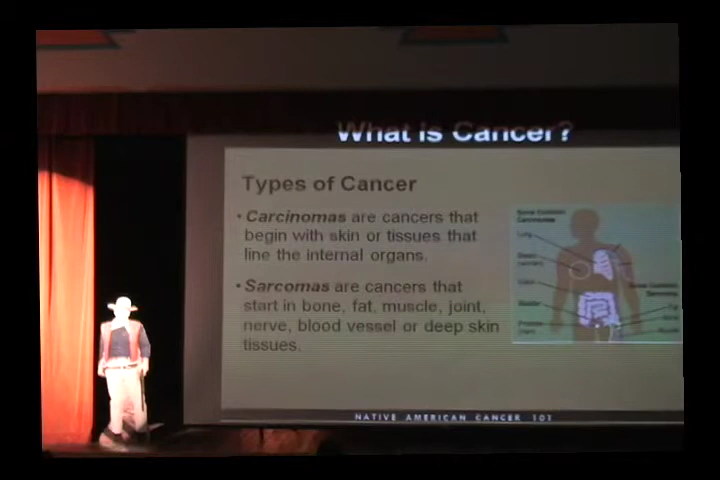 What is Cancer?
Types of Cancer
• Carcinomas are cancers that
begin with skin or tissues that
line the internal organs.
• Sarcomas are cancers that
start in bone, fat, muscle, joint,
nerve, blood vessel or deep skin
tissues.
Lung
NATIVE AMERICAN CANCER 101